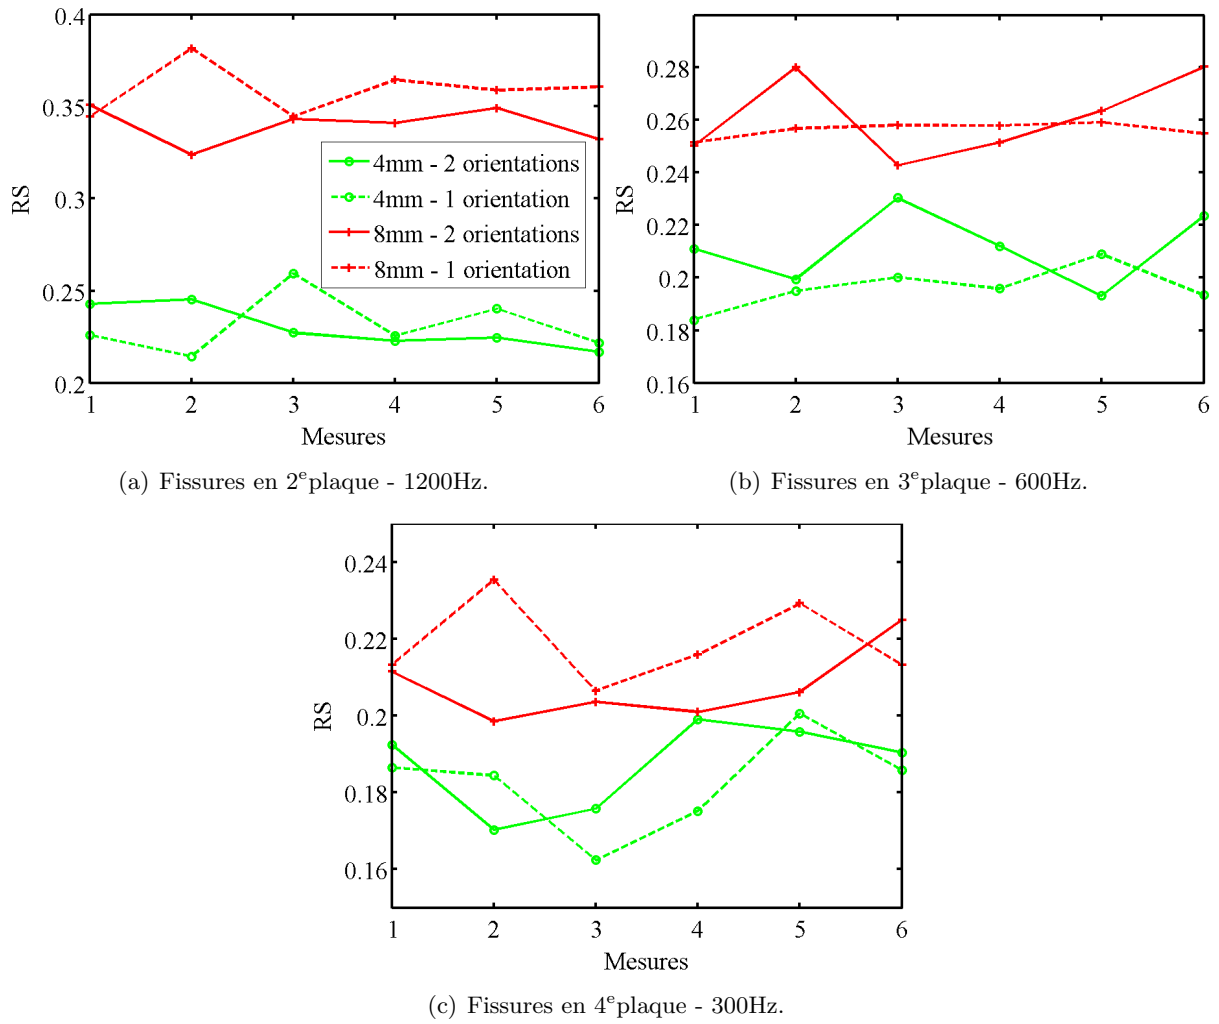 0.4
0.35
0.3
0.25
0.2
RS
4mm - 2 orientations
4mm - 1 orientation
8mm - 2 orientations
8mm - 1 orientation
1 2 3 4 5 6
Mesures
(a) Fissures en 2ᵉplaque - 1200Hz.
0.28
0.26
0.24
0.22
0.2
0.18
0.16
RS
1 2 3 4 5 6
Mesures
(b) Fissures en 3ᵉplaque - 600Hz.
0.24
0.22
0.2
0.18
0.16
RS
1 2 3 4 5 6
Mesures
(c) Fissures en 4ᵉplaque - 300Hz.